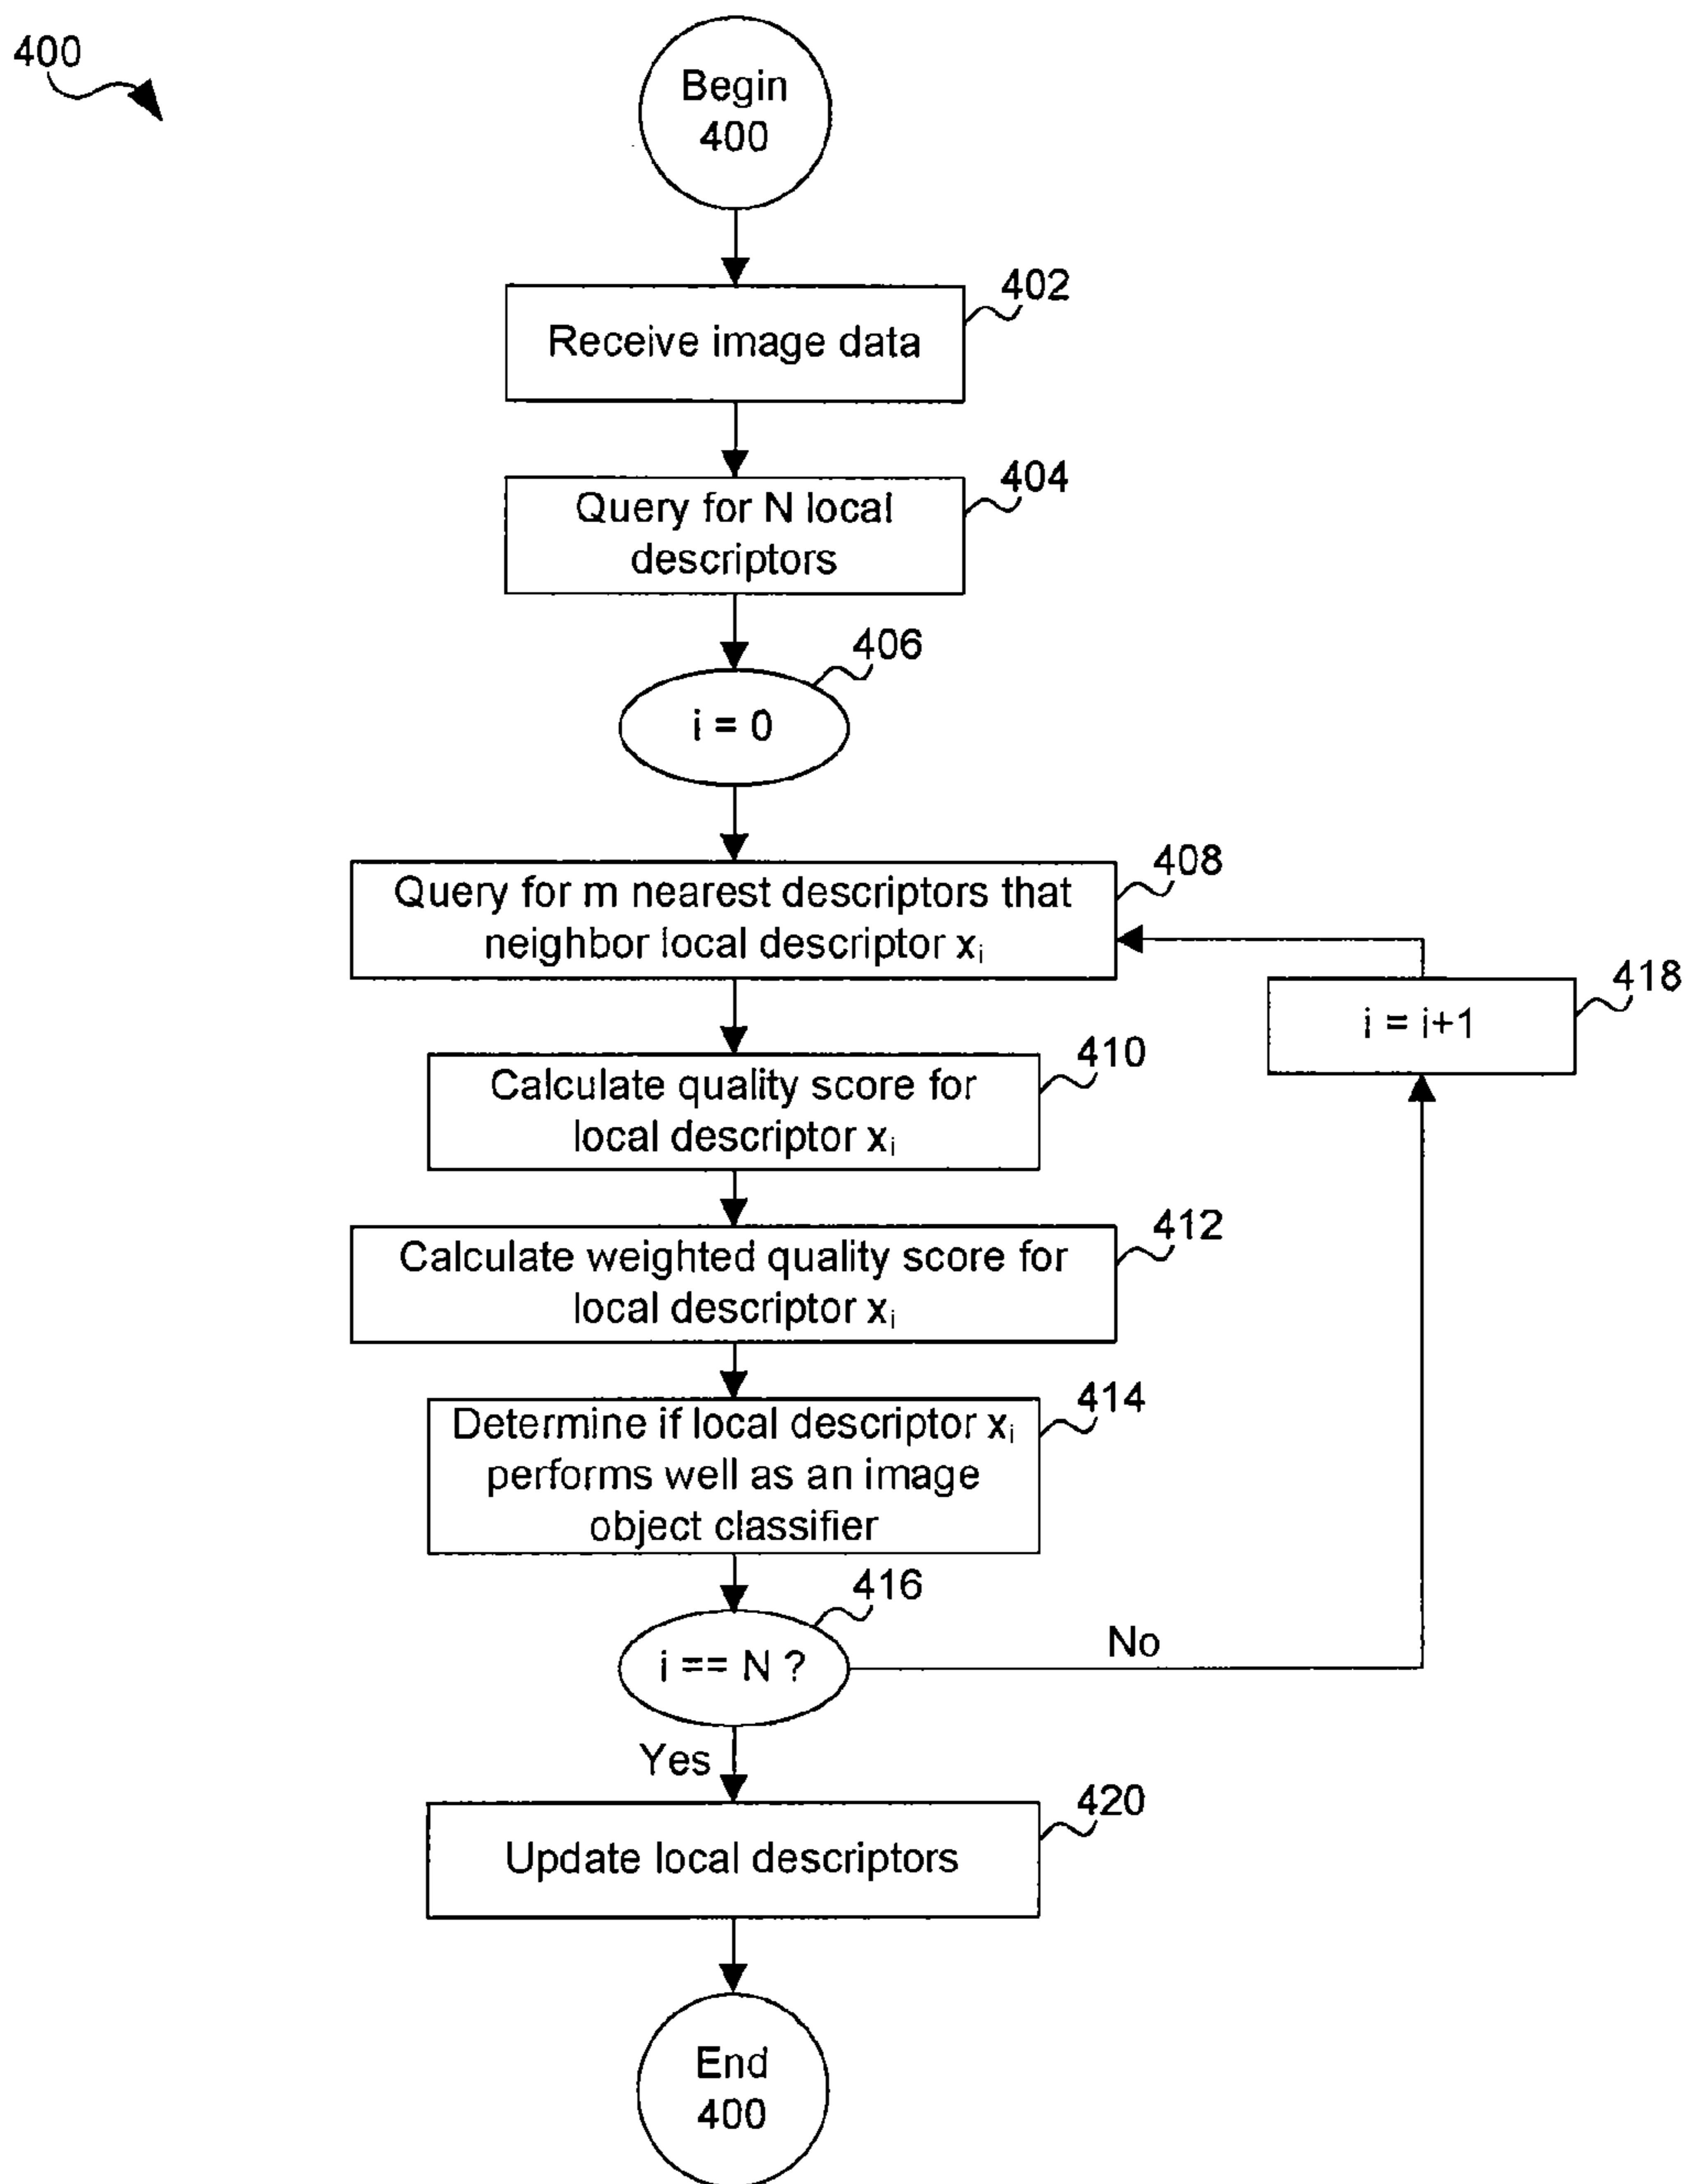 400
Begin
400
402
Receive image data
404
Query for N local
descriptors
406
i = 0
408
Query for m nearest descriptors that
neighbor local descriptor xᵢ
418
i = i+1
410
Calculate quality score for
local descriptor xᵢ
412
Calculate weighted quality score for
local descriptor xᵢ
414
Determine if local descriptor xᵢ
performs well as an image
object classifier
416
i == N ?
No
Yes
420
Update local descriptors
End
400